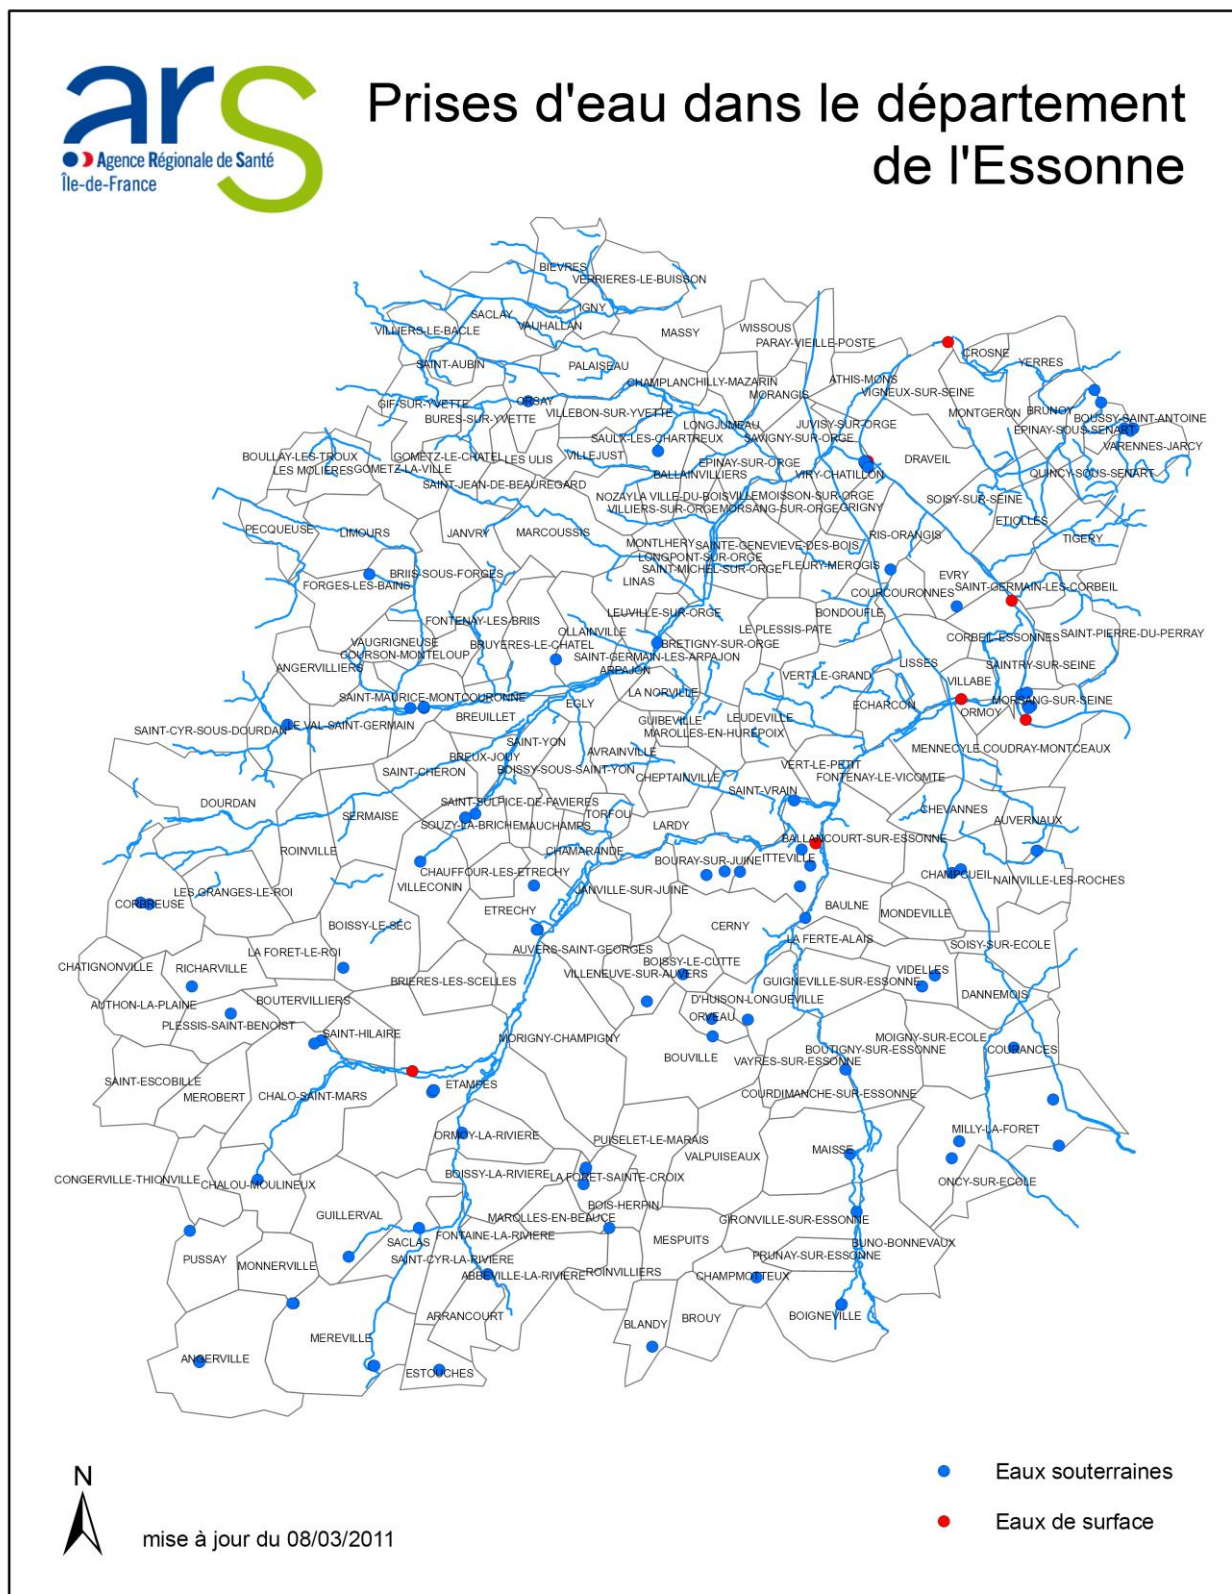 ars
Agence Régionale de Santé
Île-de-France
Prises d'eau dans le département
de l'Essonne
BIEVRES
VERRIERES-LE-BUISSON
IGNY
SACLAY
VAUHALLAN
VILLIERS-LE-BACLE
MASSY
WISSOUS
PARAY-VIEILLE-POSTE
SAINT-AUBIN
PALAISEAU
CROSNE
YERRES
CHAMPLAN
CHILLY-MAZARIN
MORANGIS
ATHIS-MONS
VIGNEUX-SUR-SEINE
GIF-SUR-YVETTE
ORSAY
BURES-SUR-YVETTE
VILLEBON-SUR-YVETTE
LONGJUMEAU
JUVISY-SUR-ORGE
MONTGERON
BRUNOY
BOUSSY-SAINT-ANTOINE
EPINAY-SOUS-SENART
SAULX-LES-CHARTREUX
SAVIGNY-SUR-ORGE
VARENNES-JARCY
BOULLAY-LES-TROUX
GOMETZ-LE-CHATEL
LES ULIS
VILLEJUST
EPINAY-SUR-ORGE
DRAVEIL
LES MOLIERES
GOMETZ-LA-VILLE
BALLAINVILLIERS
VIRY-CHATILLON
QUINCY-SOUS-SENART
SAINT-JEAN-DE-BEAUREGARD
NOZAY
LA VILLE-DU-BOIS
VILLEMOISSON-SUR-ORGE
SOISY-SUR-SEINE
VILLIERS-SUR-ORGE
MORSANG-SUR-ORGE
GRIGNY
ETIOLLES
PECQUEUSE
LIMOURS
JANVRY
MARCOUSSIS
MONTLHERY
SAINTE-GENEVIEVE-DES-BOIS
RIS-ORANGIS
TIGERY
LONGPONT-SUR-ORGE
SAINT-MICHEL-SUR-ORGE
FLEURY-MEROGIS
BRIIS-SOUS-FORGES
FORGES-LES-BAINS
LINAS
EVRY
SAINT-GERMAIN-LES-CORBEIL
COURCOURONNES
LEUVILLE-SUR-ORGE
BONDOUFLE
FONTENAY-LES-BRIIS
OLLAINVILLE
LE PLESSIS-PATE
CORBEIL-ESSONNES
SAINT-PIERRE-DU-PERRAY
VAUGRIGNEUSE
BRUYERES-LE-CHATEL
BRETIGNY-SUR-ORGE
COURSON-MONTELOUP
SAINT-GERMAIN-LES-ARPAJON
LISSES
SAINTRY-SUR-SEINE
ANGERVILLIERS
ARPAJON
VERT-LE-GRAND
VILLABE
SAINT-MAURICE-MONTCOURONNE
LA NORVILLE
ECHARCON
MORSANG-SUR-SEINE
EGLY
ORMOY
BREUILLET
GUIBEVILLE
LEUDEVILLE
SAINT-CYR-SOUS-DOURDAN
LE VAL-SAINT-GERMAIN
MAROLLES-EN-HUREPOIX
SAINT-YON
AVRAINVILLE
MENNECY
LE COUDRAY-MONTCEAUX
BREUX-JOUY
SAINT-CHERON
BOISSY-SOUS-SAINT-YON
CHEPTAINVILLE
VERT-LE-PETIT
FONTENAY-LE-VICOMTE
SAINT-VRAIN
DOURDAN
SAINT-SULPICE-DE-FAVIERES
CHEVANNES
SERMAISE
TORFOU
AUVERNAUX
SOUZY-LA-BRICHE
MAUCHAMPS
LARDY
BALLANCOURT-SUR-ESSONNE
ROINVILLE
CHAMARANDE
BOURAY-SUR-JUINE
ITTEVILLE
CHAUFFOUR-LES-ETRECHY
CHAMPCUEIL
NAINVILLE-LES-ROCHES
LES GRANGES-LE-ROI
VILLECONIN
JANVILLE-SUR-JUINE
CORBREUSE
ETRECHY
BAULNE
MONDEVILLE
BOISSY-LE-SEC
CERNY
LA FERTE-ALAIS
SOISY-SUR-ECOLE
LA FORET-LE-ROI
AUVERS-SAINT-GEORGES
CHATIGNONVILLE
RICHARVILLE
BOISSY-LE-CUTTE
VILLENEUVE-SUR-AUVERS
VIDELLES
BRIERES-LES-SCELLES
GUIGNEVILLE-SUR-ESSONNE
AUTHON-LA-PLAINE
BOUTERVILLIERS
D'HUISON-LONGUEVILLE
DANNEMOIS
PLESSIS-SAINT-BENOIST
ORVEAU
SAINT-HILAIRE
MORIGNY-CHAMPIGNY
MOIGNY-SUR-ECOLE
BOUVILLE
BOUTIGNY-SUR-ESSONNE
COURANCES
VAYRES-SUR-ESSONNE
SAINT-ESCOBILLE
ETAMPES
MEROBERT
CHALO-SAINT-MARS
COURDIMANCHE-SUR-ESSONNE
ORMOY-LA-RIVIERE
PUISELET-LE-MARAIS
MILLY-LA-FORET
VALPUISEAUX
MAISSE
CONGERVILLE-THIONVILLE
CHALOU-MOULINEUX
BOISSY-LA-RIVIERE
LA FORET-SAINTE-CROIX
ONCY-SUR-ECOLE
BOIS-HERPIN
GUILLERVAL
MAROLLES-EN-BEAUCE
GIRONVILLE-SUR-ESSONNE
FONTAINE-LA-RIVIERE
SACLAS
MESPUITS
BUNO-BONNEVAUX
PUSSAY
MONNERVILLE
SAINT-CYR-LA-RIVIERE
PRUNAY-SUR-ESSONNE
ABBEVILLE-LA-RIVIERE
ROINVILLIERS
CHAMPMOTTEUX
ARRANCOURT
BLANDY
BROUY
BOIGNEVILLE
MEREVILLE
ANGERVILLE
ESTOUCHES
N
mise à jour du 08/03/2011
Eaux souterraines
Eaux de surface